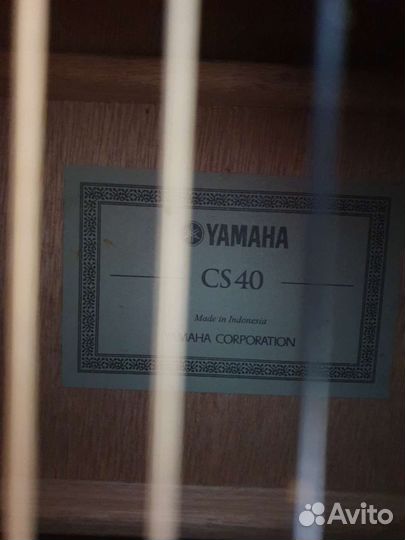 YAMAHA
CS40
Made in Indonesia
YAMAHA CORPORATION
Avito